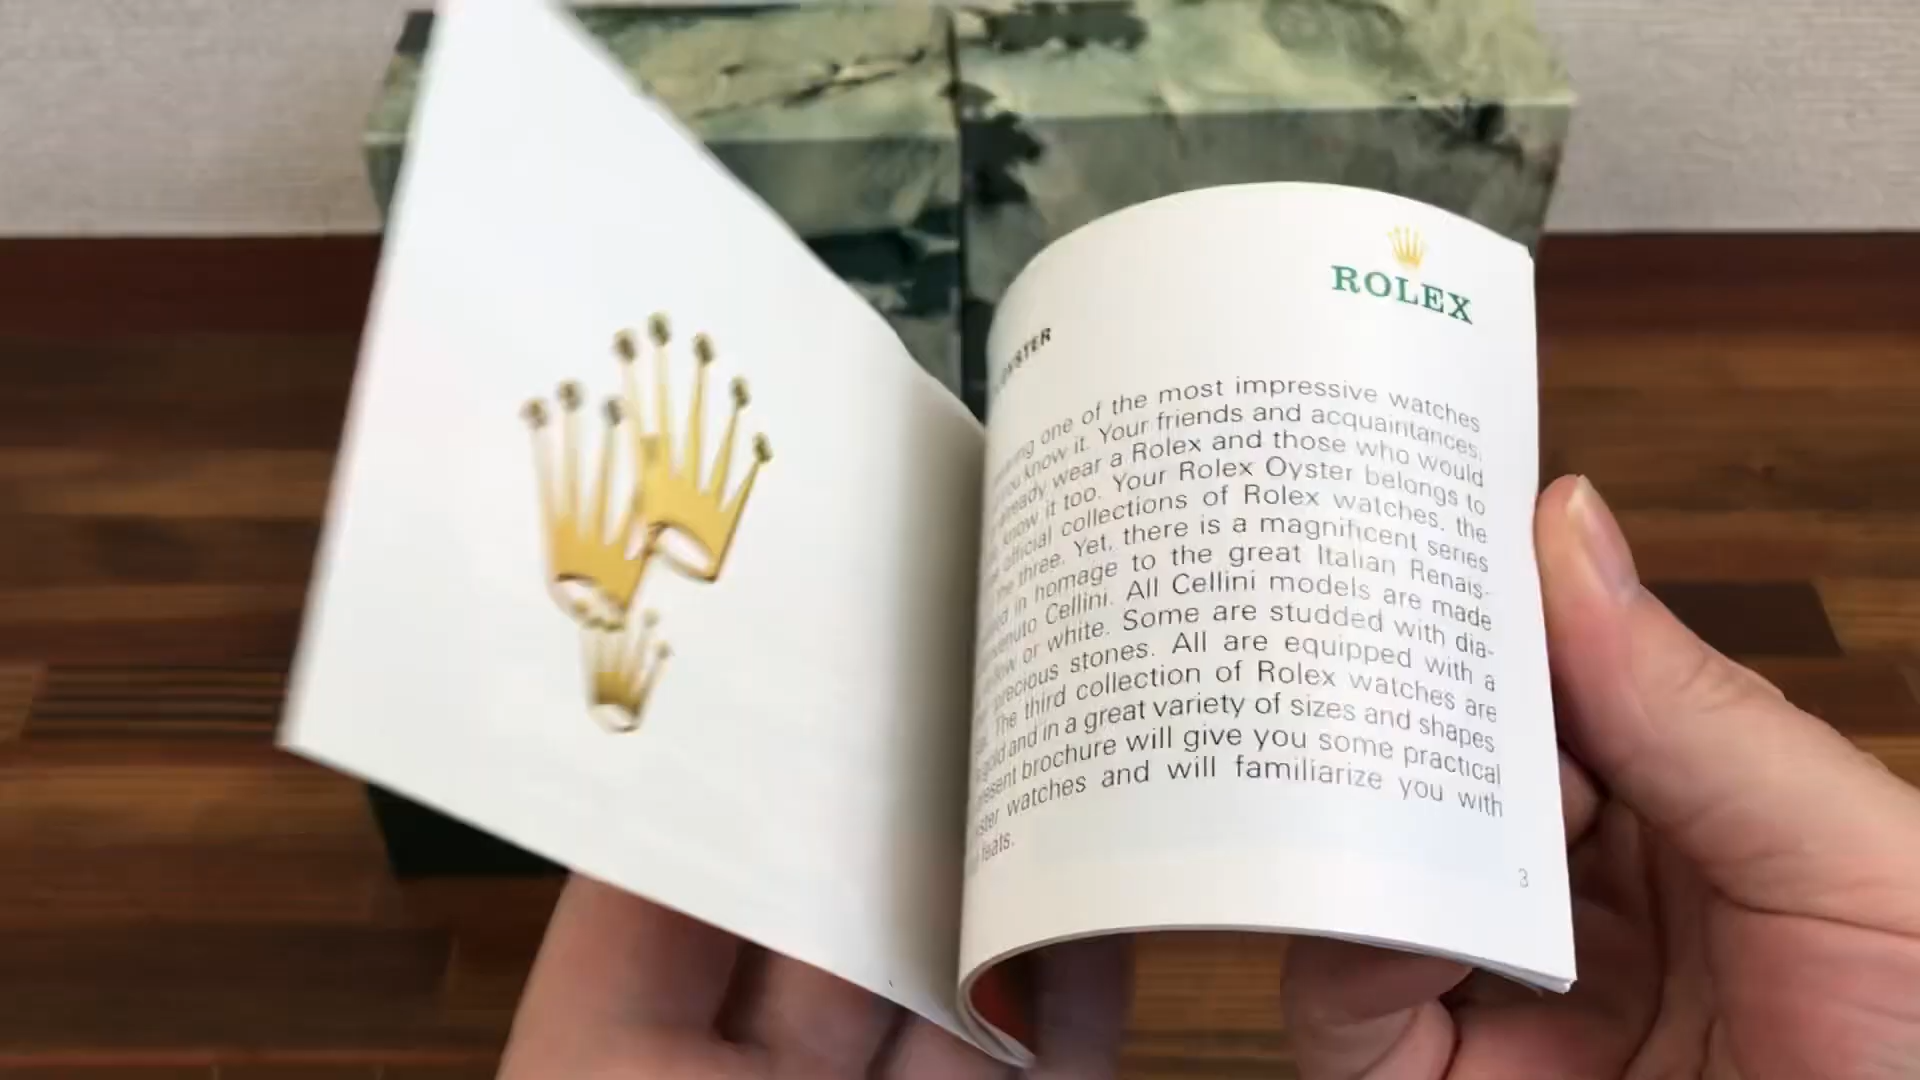 ROLEX
OYSTER
one of the most impressive watches
know it. Your friends and acquaintances,
wear a Rolex and those who would
know it too. Your Rolex Oyster belongs to
official collections of Rolex watches, the
the three. Yet, there is a magnificent series
in homage to the great Italian Renais-
Cellini. All Cellini models are made
or white. Some are studded with dia-
precious stones. All are equipped with a
The third collection of Rolex watches are
gold and in a great variety of sizes and shapes.
brochure will give you some practical
watches and will familiarize you with
feats.
3